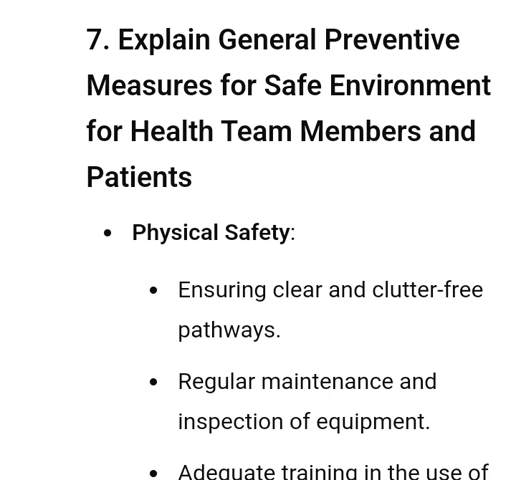 7. Explain General Preventive
Measures for Safe Environment
for Health Team Members and
Patients
• Physical Safety:
• Ensuring clear and clutter-free
pathways.
• Regular maintenance and
inspection of equipment.
• Adequate training in the use of